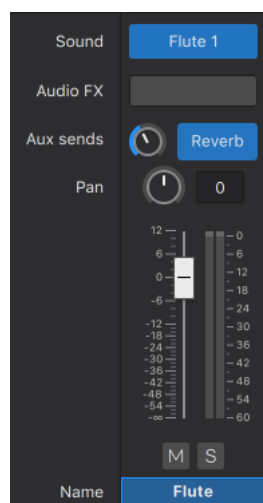 Sound Flute 1
Audio FX
Aux sends Reverb
Pan 0
12 0
6 -6
0 -12
-18
-6 -24
-12 -30
-18
-24 -36
-30 -42
-36
-42 -48
-48 -54
-54
-∞ -60
M S
Name Flute